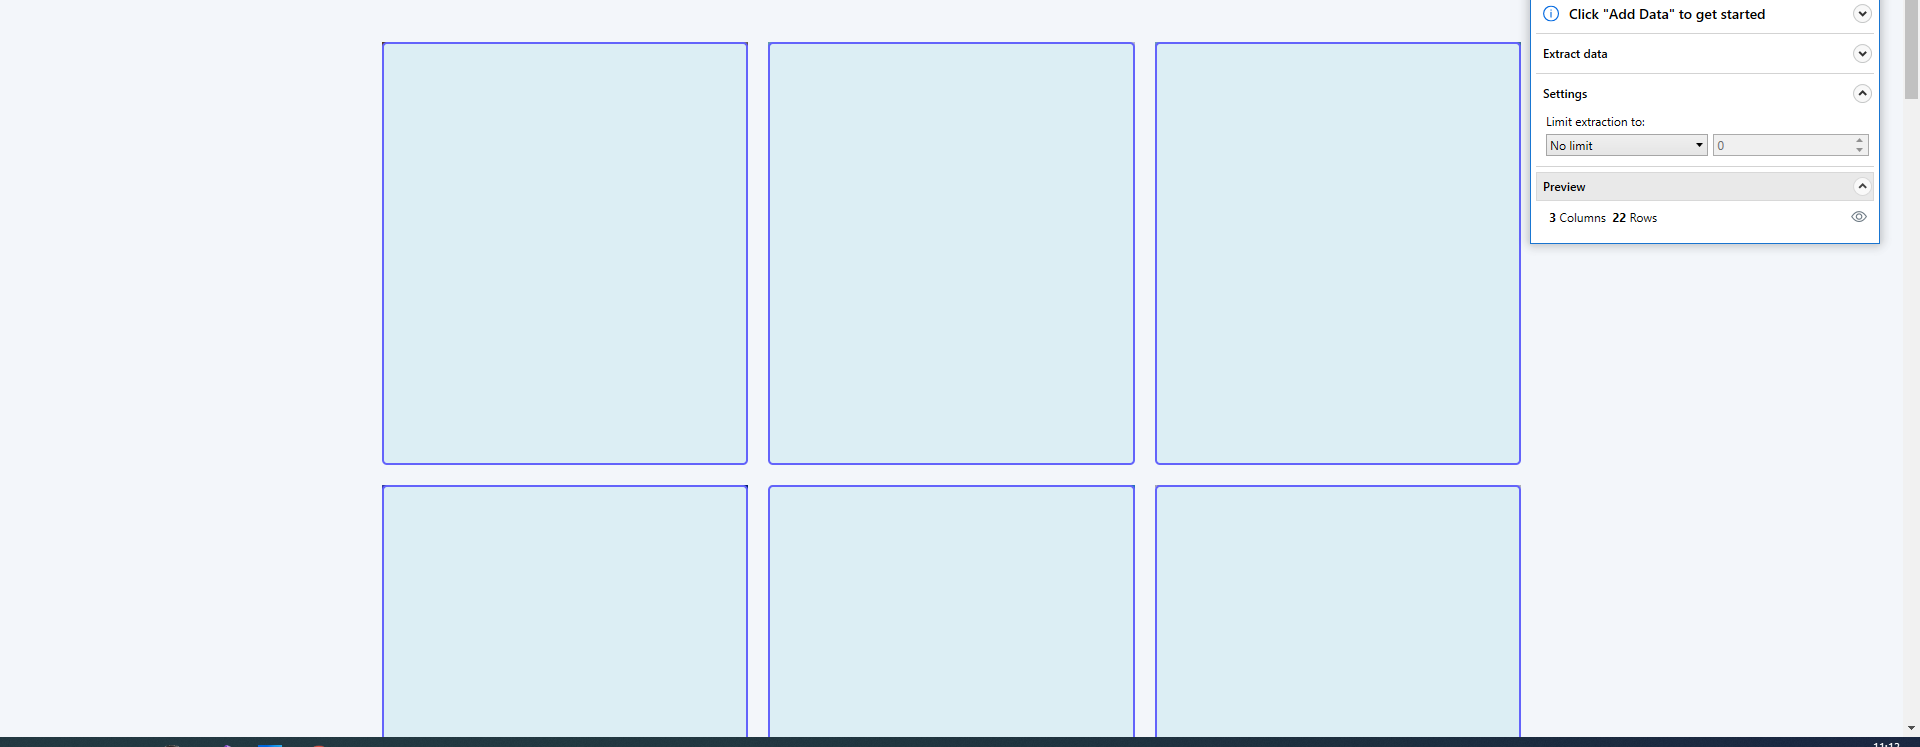 Click "Add Data" to get started
Extract data
Settings
Limit extraction to:
No limit 0
Preview
3 Columns 22 Rows